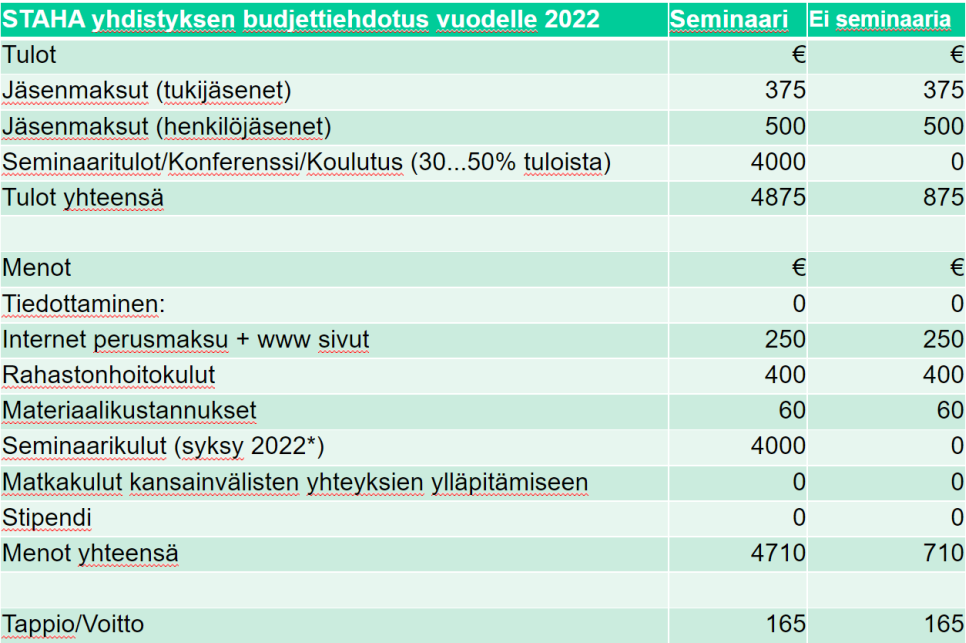 STAHA yhdistyksen budjettiehdotus vuodelle 2022 Seminaari Ei seminaaria
Tulot € €
Jäsenmaksut (tukijäsenet) 375 375
Jäsenmaksut (henkilöjäsenet) 500 500
Seminaaritulot/Konferenssi/Koulutus (30...50% tuloista) 4000 0
Tulot yhteensä 4875 875
Menot € €
Tiedottaminen: 0 0
Internet perusmaksu + www sivut 250 250
Rahastonhoitokulut 400 400
Materiaalikustannukset 60 60
Seminaarikulut (syksy 2022*) 4000 0
Matkakulut kansainvälisten yhteyksien ylläpitämiseen 0 0
Stipendi 0 0
Menot yhteensä 4710 710
Tappio/Voitto 165 165